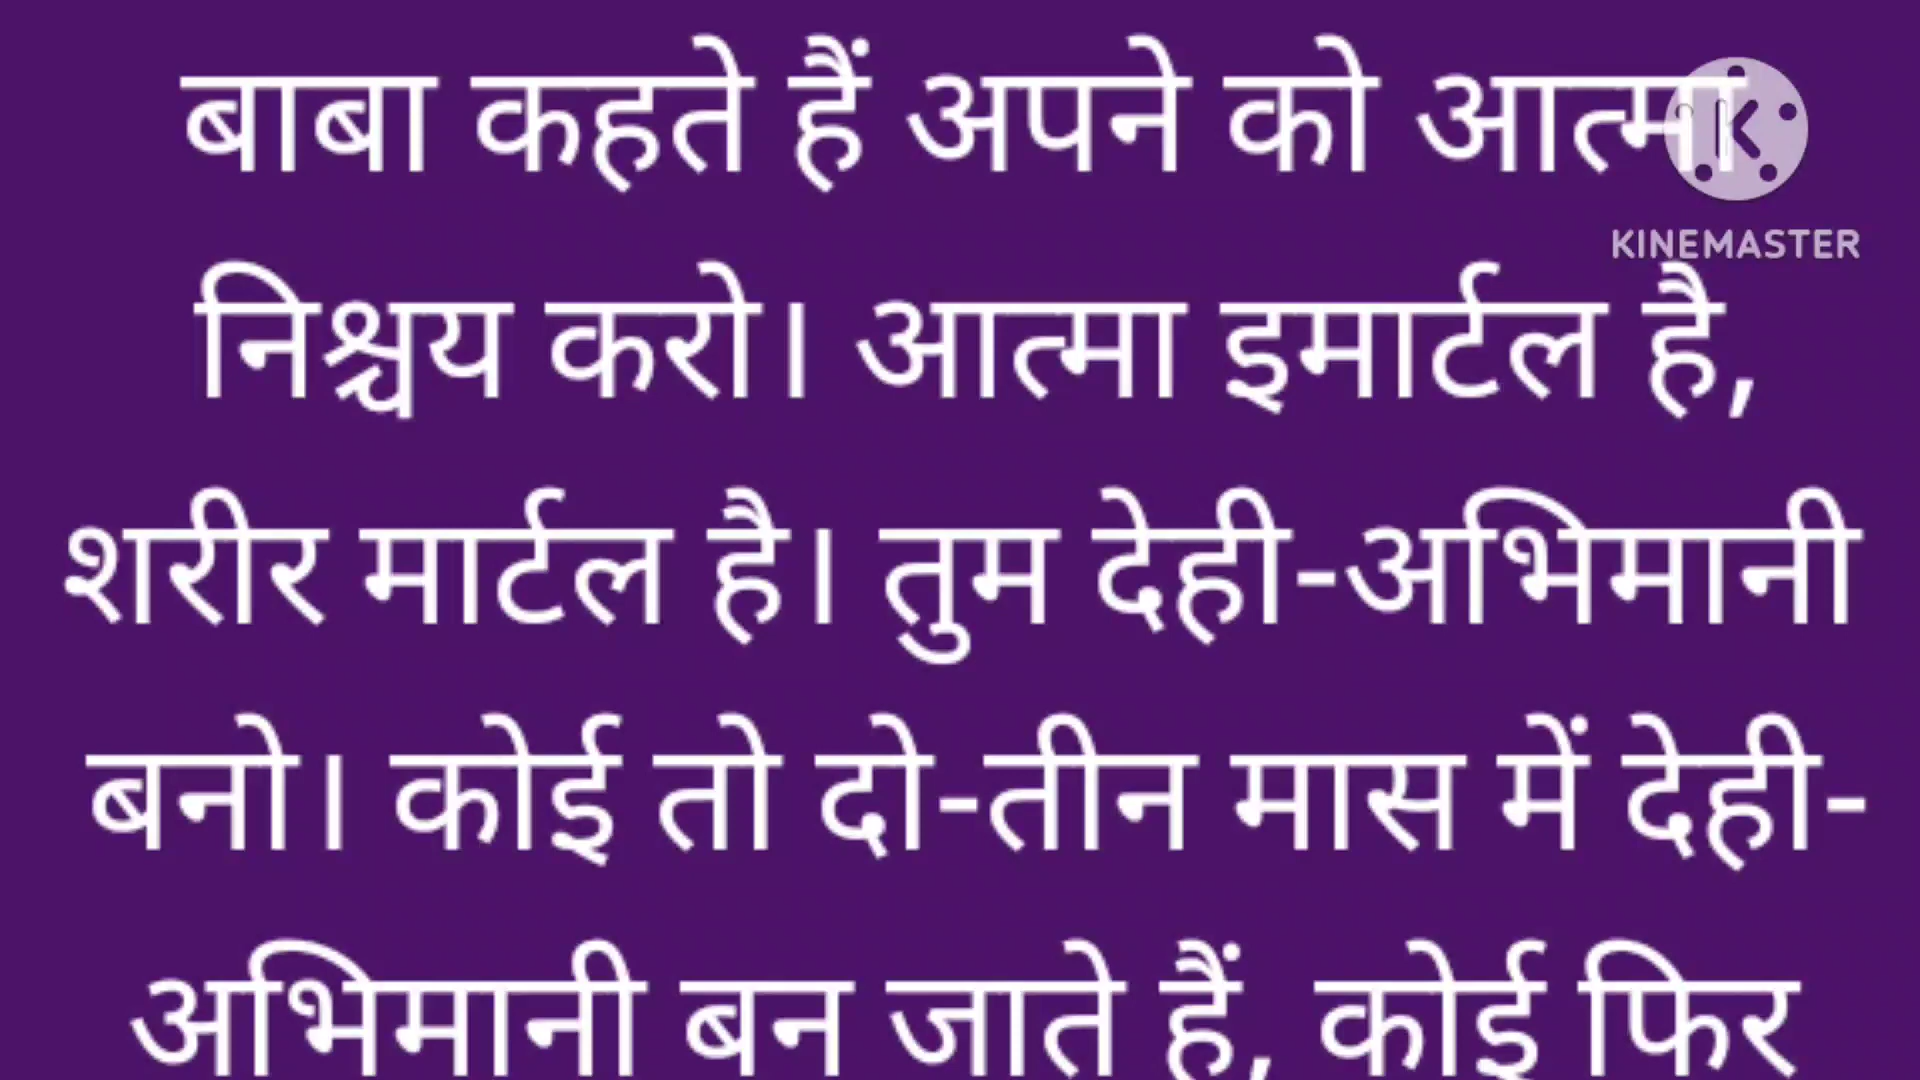 बाबा कहते हैं अपने को आत्मा
KINEMASTER
निश्चय करो। आत्मा इमार्टल है,
शरीर मार्टल है। तुम देही-अभिमानी
बनो। कोई तो दो-तीन मास में देही-
अभिमानी बन जाते हैं, कोई फिर